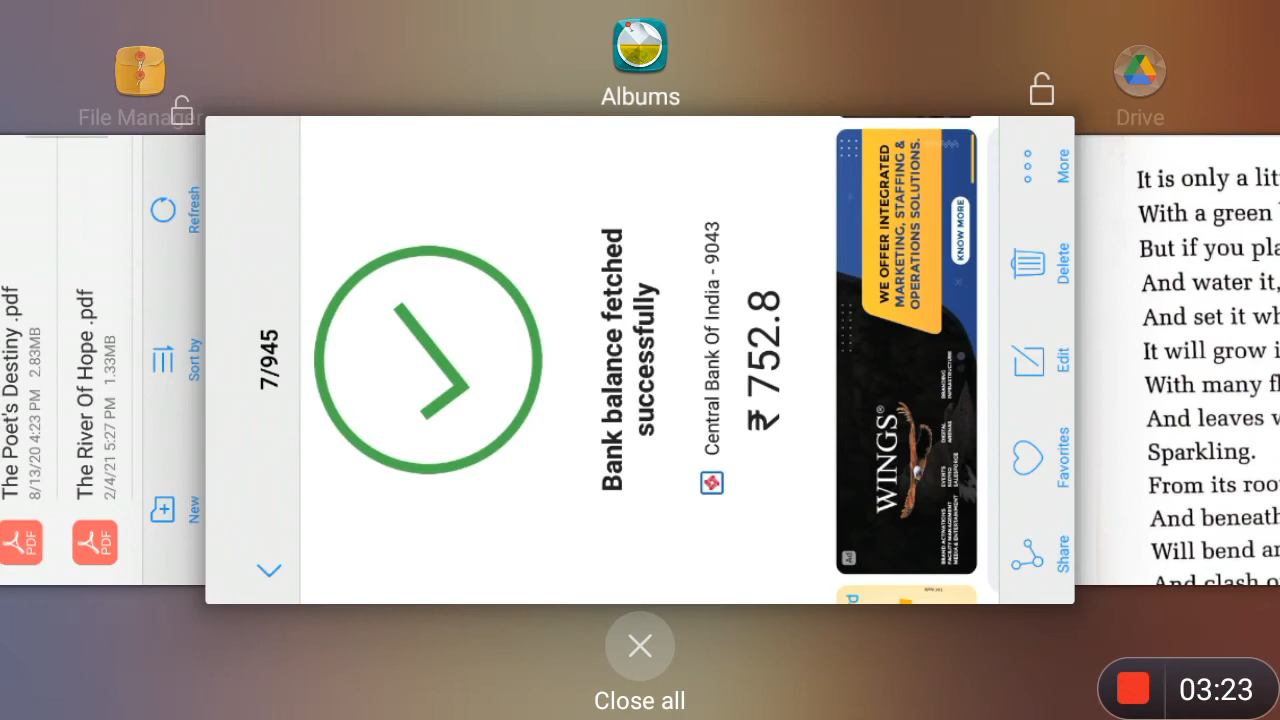 File Manager
Albums
Drive
The Poet's Destiny .pdf
8/13/20 4:23 PM 2.83MB
The River Of Hope .pdf
2/4/21 5:27 PM 1.33MB
PDF
PDF
Refresh
Sort by
New
7/945
Bank balance fetched
successfully
Central Bank Of India - 9043
₹ 752.8
WE OFFER INTEGRATED
MARKETING, STAFFING &
OPERATIONS SOLUTIONS.
KNOW MORE
WINGS®
Ad
More
Delete
Edit
Favorites
Share
It is only a lit
With a green
But if you pla
And water it,
And set it wh
It will grow i
With many fl
And leaves w
Sparkling.
From its roo
And beneath
Will bend an
And clash o
Close all
03:23